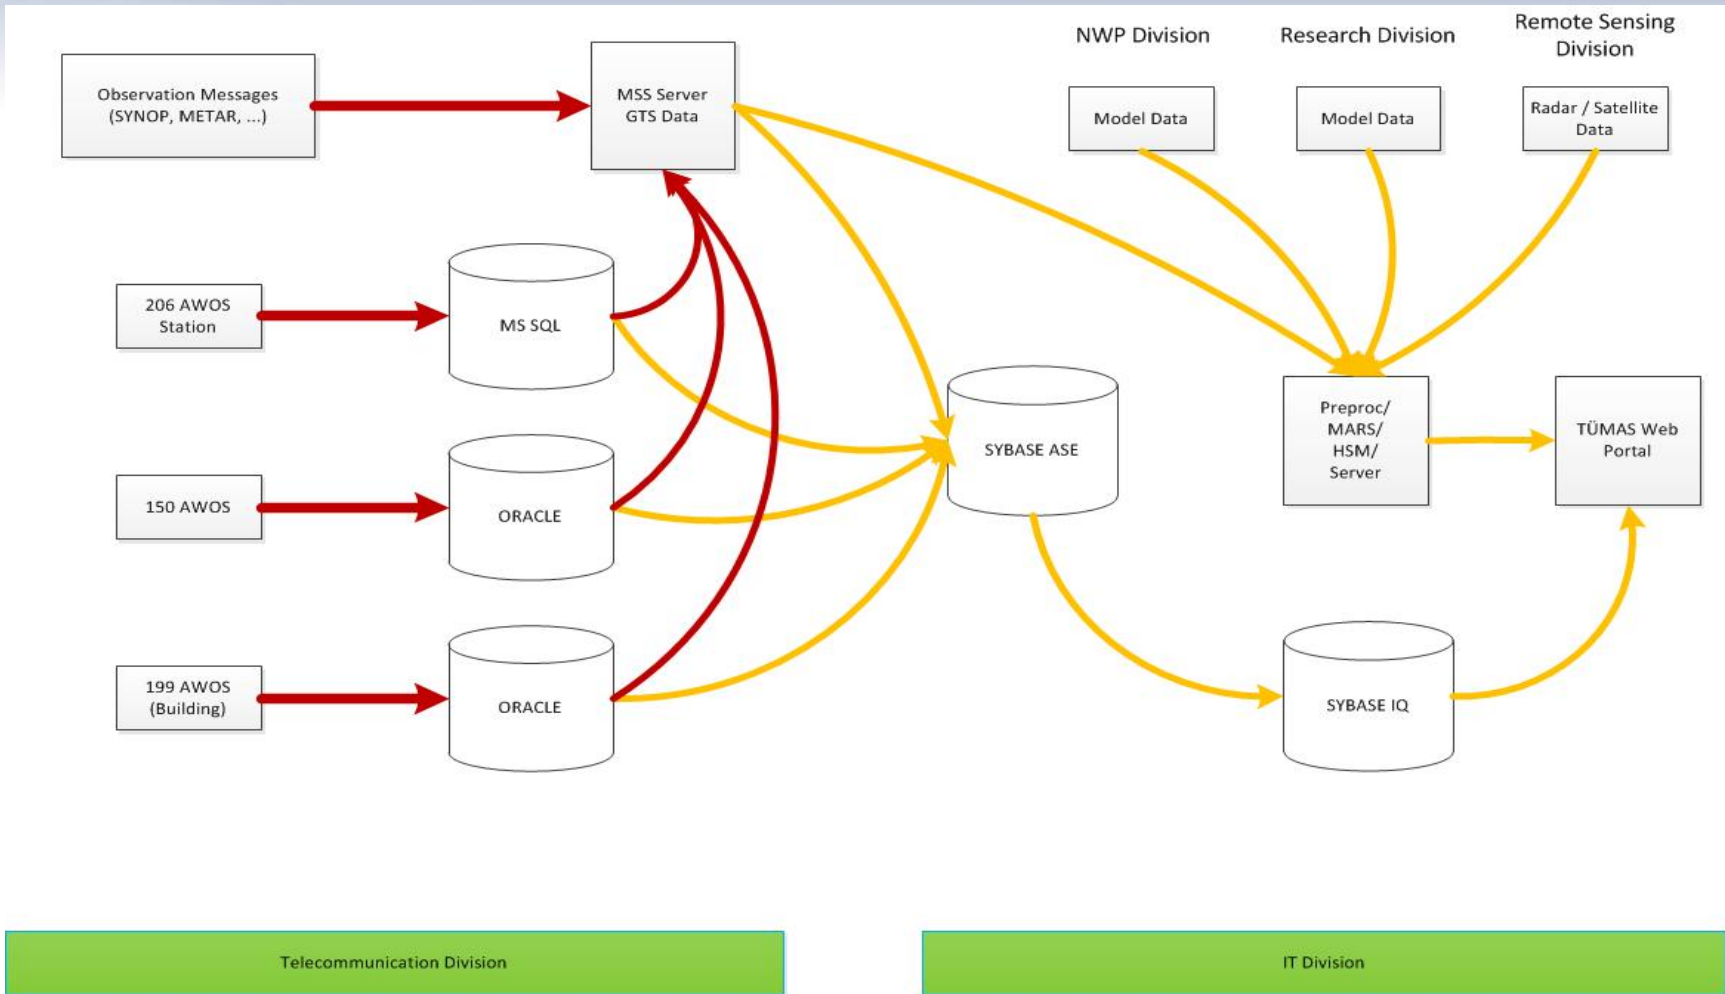 NWP Division
Research Division
Remote Sensing
Division
Observation Messages
(SYNOP, METAR, ...)
MSS Server
GTS Data
Model Data
Model Data
Radar / Satellite
Data
206 AWOS
Station
MS SQL
150 AWOS
ORACLE
199 AWOS
(Building)
ORACLE
SYBASE ASE
Preproc/
MARS/
HSM/
Server
TÜMAS Web
Portal
SYBASE IQ
Telecommunication Division
IT Division